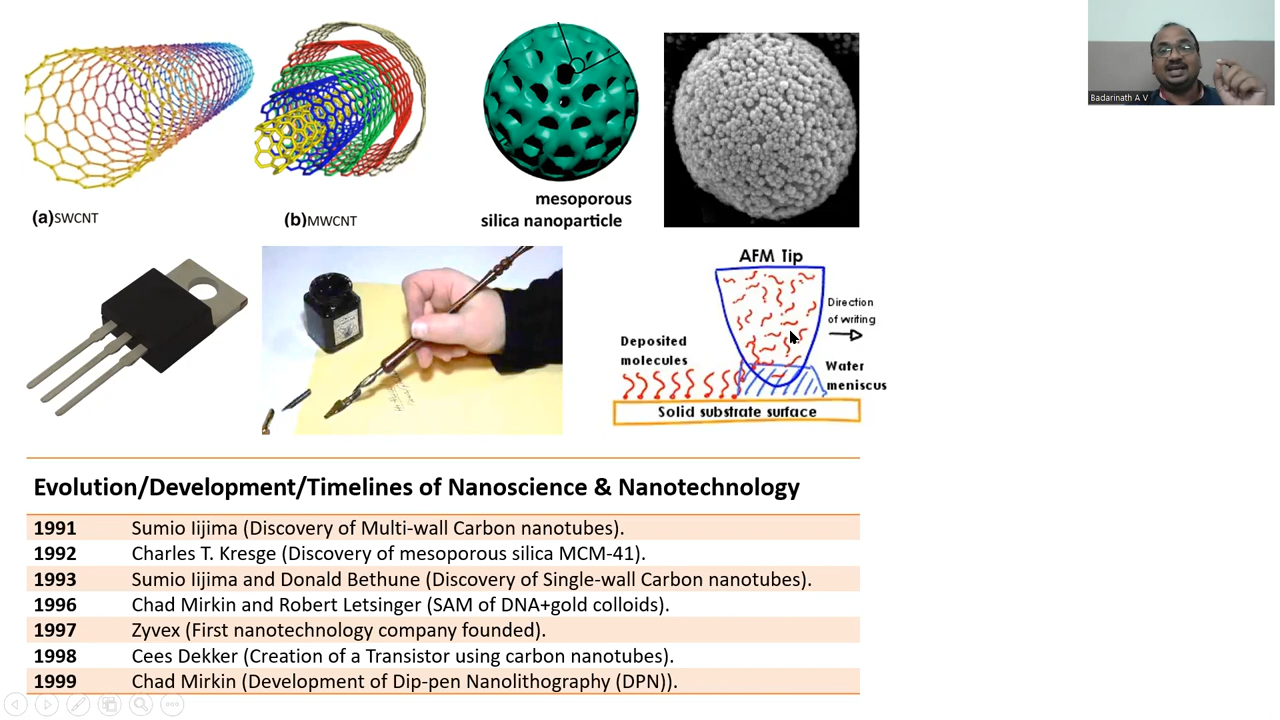 Badarinath A V
mesoporous
silica nanoparticle
(a)SWCNT
(b)MWCNT
AFM Tip
Direction
of writing
Deposited
molecules
Water
meniscus
Solid substrate surface
Evolution/Development/Timelines of Nanoscience & Nanotechnology
1991 Sumio Iijima (Discovery of Multi-wall Carbon nanotubes).
1992 Charles T. Kresge (Discovery of mesoporous silica MCM-41).
1993 Sumio Iijima and Donald Bethune (Discovery of Single-wall Carbon nanotubes).
1996 Chad Mirkin and Robert Letsinger (SAM of DNA+gold colloids).
1997 Zyvex (First nanotechnology company founded).
1998 Cees Dekker (Creation of a Transistor using carbon nanotubes).
1999 Chad Mirkin (Development of Dip-pen Nanolithography (DPN)).